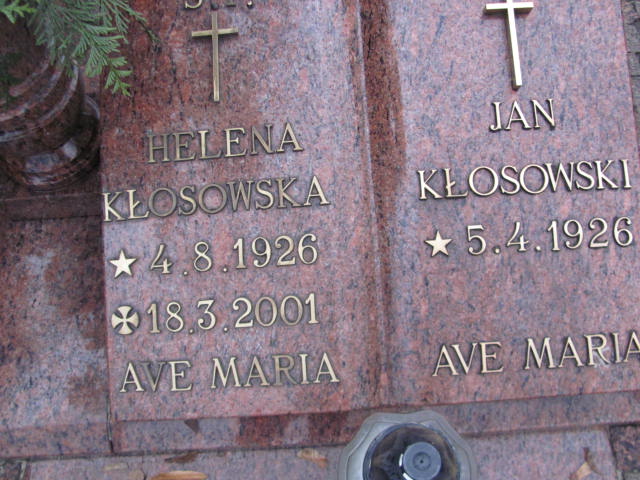 HELENA
KŁOSOWSKA
4.8.1926
18.3.2001
AVE MARIA
JAN
KŁOSOWSKI
5.4.1926
AVE MARIA